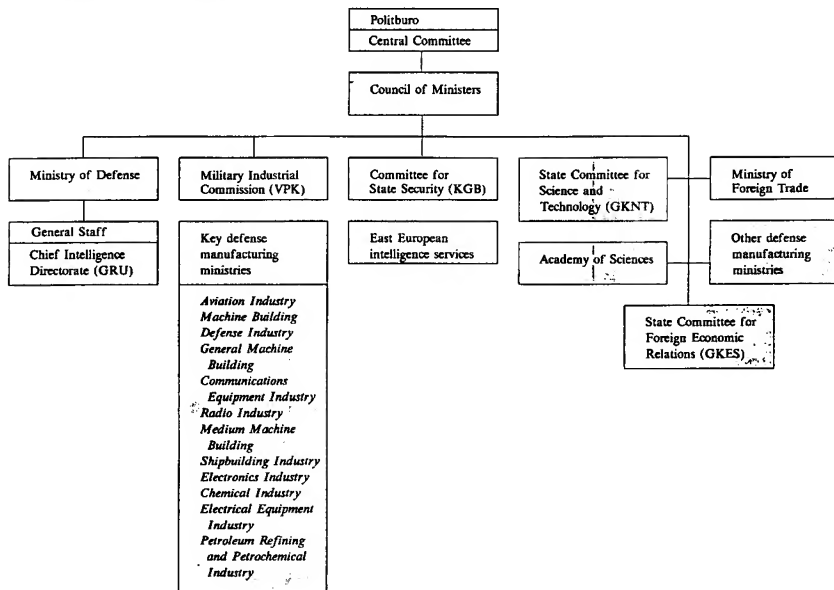 Politburo
Central Committee
Council of Ministers
Ministry of Defense
Military Industrial
Commission (VPK)
Committee for
State Security (KGB)
State Committee for
Science and
Technology (GKNT)
Ministry of
Foreign Trade
General Staff
Chief Intelligence
Directorate (GRU)
Key defense
manufacturing
ministries
Aviation Industry
Machine Building
Defense Industry
General Machine
Building
Communications
Equipment Industry
Radio Industry
Medium Machine
Building
Shipbuilding Industry
Electronics Industry
Chemical Industry
Electrical Equipment
Industry
Petroleum Refining
and Petrochemical
Industry
East European
intelligence services
Academy of Sciences
Other defense
manufacturing
ministries
State Committee for
Foreign Economic
Relations (GKES)